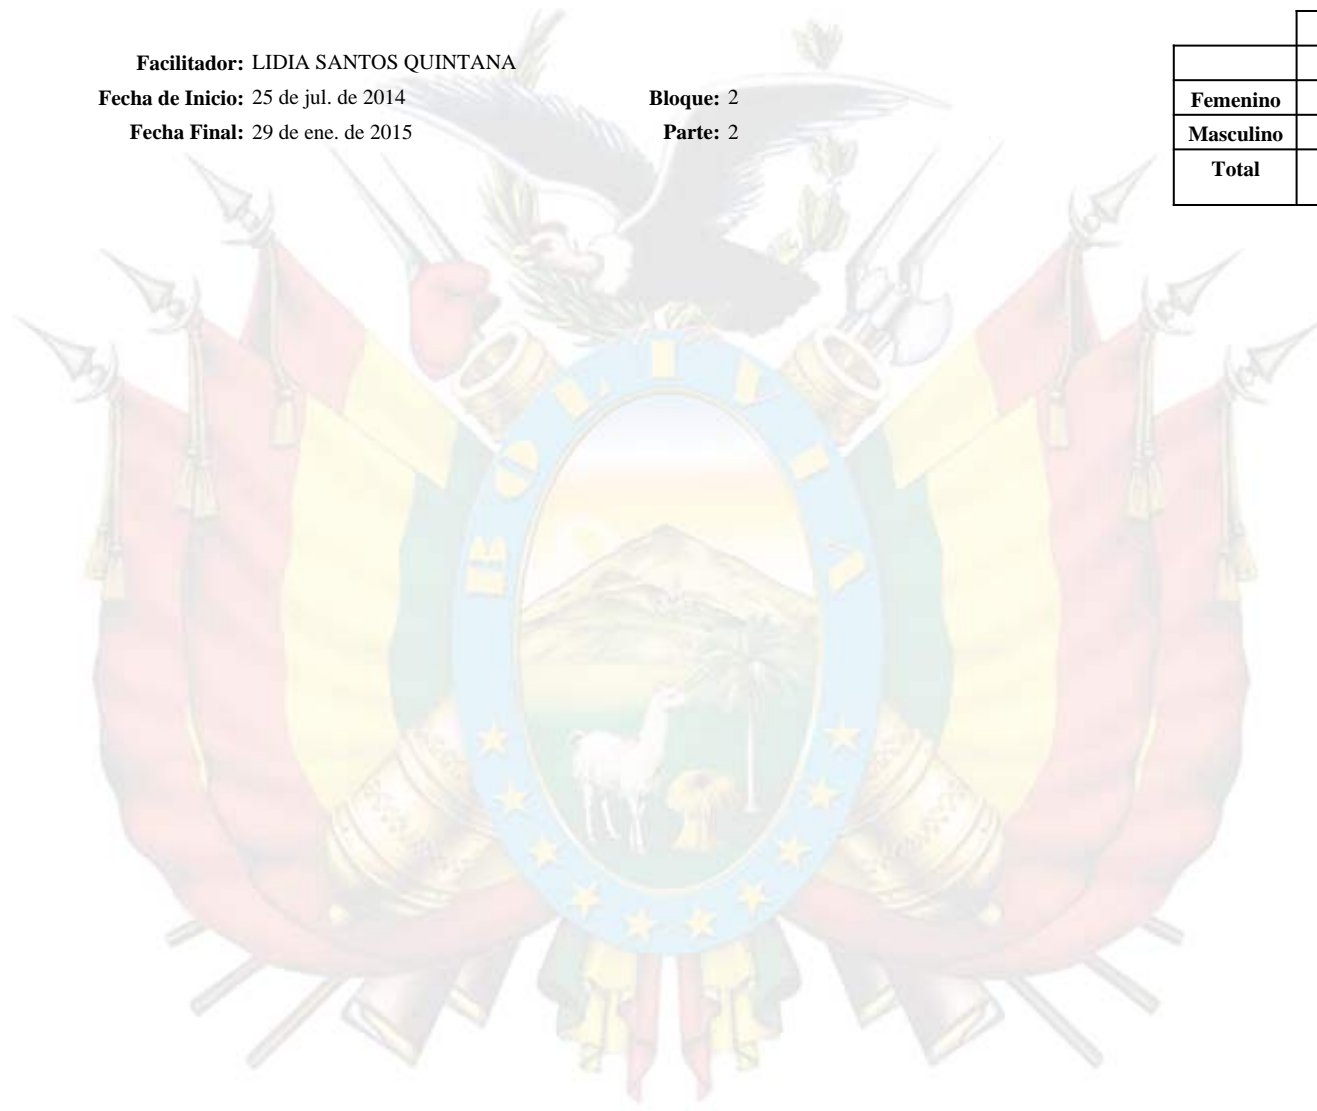 Facilitador: LIDIA SANTOS QUINTANA
Fecha de Inicio: 25 de jul. de 2014 Bloque: 2
Fecha Final: 29 de ene. de 2015 Parte: 2
Femenino
Masculino
Total
BOLIVIA